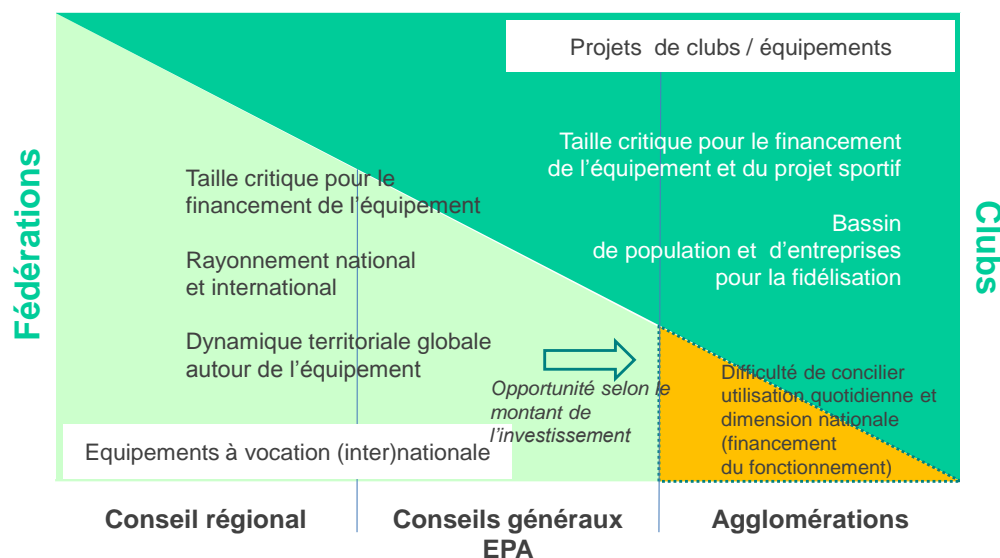 Projets de clubs / équipements
Fédérations
Taille critique pour le financement
de l'équipement et du projet sportif
Bassin
de population et d'entreprises
pour la fidélisation
Clubs
Taille critique pour le
financement de l'équipement
Rayonnement national
et international
Dynamique territoriale globale
autour de l'équipement
Opportunité selon le
montant de
l'investissement
Difficulté de concilier
utilisation quotidienne et
dimension nationale
(financement
du fonctionnement)
Equipements à vocation (inter)nationale
Conseil régional
Conseils généraux
EPA
Agglomérations